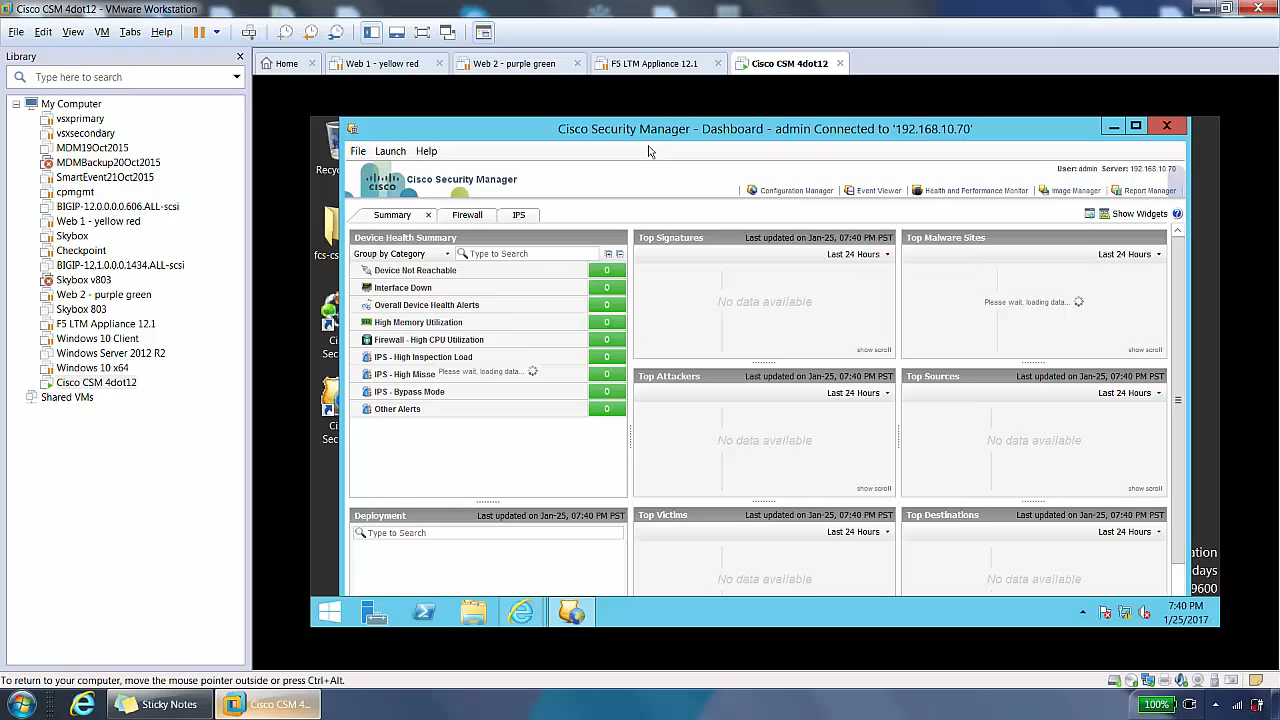 Cisco CSM 4dot12 - VMware Workstation
File Edit View VM Tabs Help
Library
Type here to search
My Computer
vsxprimary
vsxsecondary
MDM19Oct2015
MDMBackup20Oct2015
SmartEvent21Oct2015
cpmgmt
BIGIP-12.0.0.0.606.ALL-scsi
Web 1 - yellow red
Skybox
Checkpoint
BIGIP-12.1.0.0.1434.ALL-scsi
Skybox v803
Web 2 - purple green
Skybox 803
F5 LTM Appliance 12.1
Windows 10 Client
Windows Server 2012 R2
Windows 10 x64
Cisco CSM 4dot12
Shared VMs
Home Web 1 - yellow red Web 2 - purple green F5 LTM Appliance 12.1 Cisco CSM 4dot12
Recyc
fcs-cs
Ci
Sec
Ci
Sec
Cisco Security Manager - Dashboard - admin Connected to '192.168.10.70'
File Launch Help
CISCO Cisco Security Manager
User: admin Server: 192.168.10.70
Configuration Manager Event Viewer Health and Performance Monitor Image Manager Report Manager
Summary Firewall IPS
Show Widgets
Device Health Summary
Group by Category Type to Search
Device Not Reachable 0
Interface Down 0
Overall Device Health Alerts 0
High Memory Utilization 0
Firewall - High CPU Utilization 0
IPS - High Inspection Load 0
IPS - High Misse Please wait, loading data... 0
IPS - Bypass Mode 0
Other Alerts 0
Deployment Last updated on Jan-25, 07:40 PM PST
Type to Search
Top Signatures Last updated on Jan-25, 07:40 PM PST
Last 24 Hours
No data available
show scroll
Top Malware Sites
Last 24 Hours
Please wait, loading data...
show scroll
Top Attackers Last updated on Jan-25, 07:40 PM PST
Last 24 Hours
No data available
show scroll
Top Sources Last updated on Jan-25, 07:40 PM PST
Last 24 Hours
No data available
show scroll
Top Victims Last updated on Jan-25, 07:40 PM PST
Last 24 Hours
No data available
Top Destinations Last updated on Jan-25, 07:40 PM PST
Last 24 Hours
No data available
ation
days
9600
7:40 PM
1/25/2017
To return to your computer, move the mouse pointer outside or press Ctrl+Alt.
Sticky Notes
Cisco CSM 4...
100%